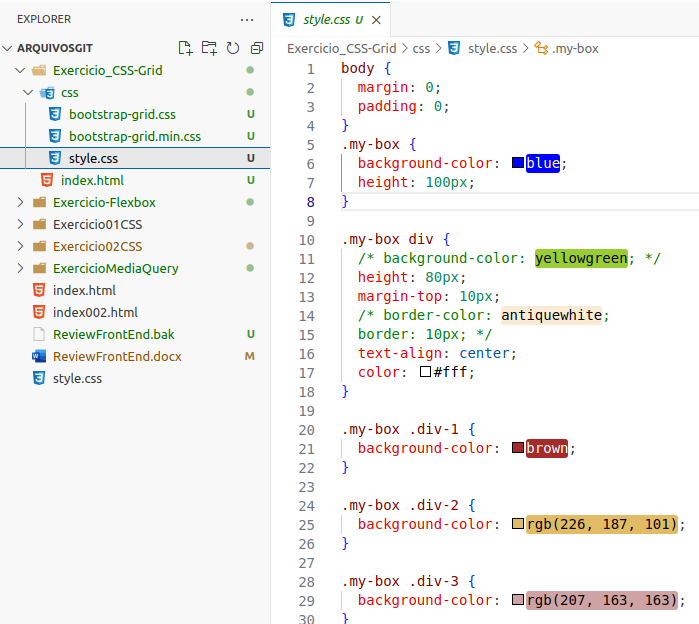 EXPLORER
ARQUIVOSGIT
Exercicio_CSS-Grid
css
bootstrap-grid.css U
bootstrap-grid.min.css U
style.css U
index.html U
Exercicio-Flexbox
Exercicio01CSS
Exercicio02CSS
ExercicioMediaQuery
index.html
index002.html
ReviewFrontEnd.bak U
ReviewFrontEnd.docx M
style.css
style.css U
Exercicio_CSS-Grid > css > style.css > .my-box
1 body {
2 margin: 0;
3 padding: 0;
4 }
5 .my-box {
6 background-color: blue;
7 height: 100px;
8 }
9
10 .my-box div {
11 /* background-color: yellowgreen; */
12 height: 80px;
13 margin-top: 10px;
14 /* border-color: antiquewhite;
15 border: 10px; */
16 text-align: center;
17 color: #fff;
18 }
19
20 .my-box .div-1 {
21 background-color: brown;
22 }
23
24 .my-box .div-2 {
25 background-color: rgb(226, 187, 101);
26 }
27
28 .my-box .div-3 {
29 background-color: rgb(207, 163, 163);
30 }